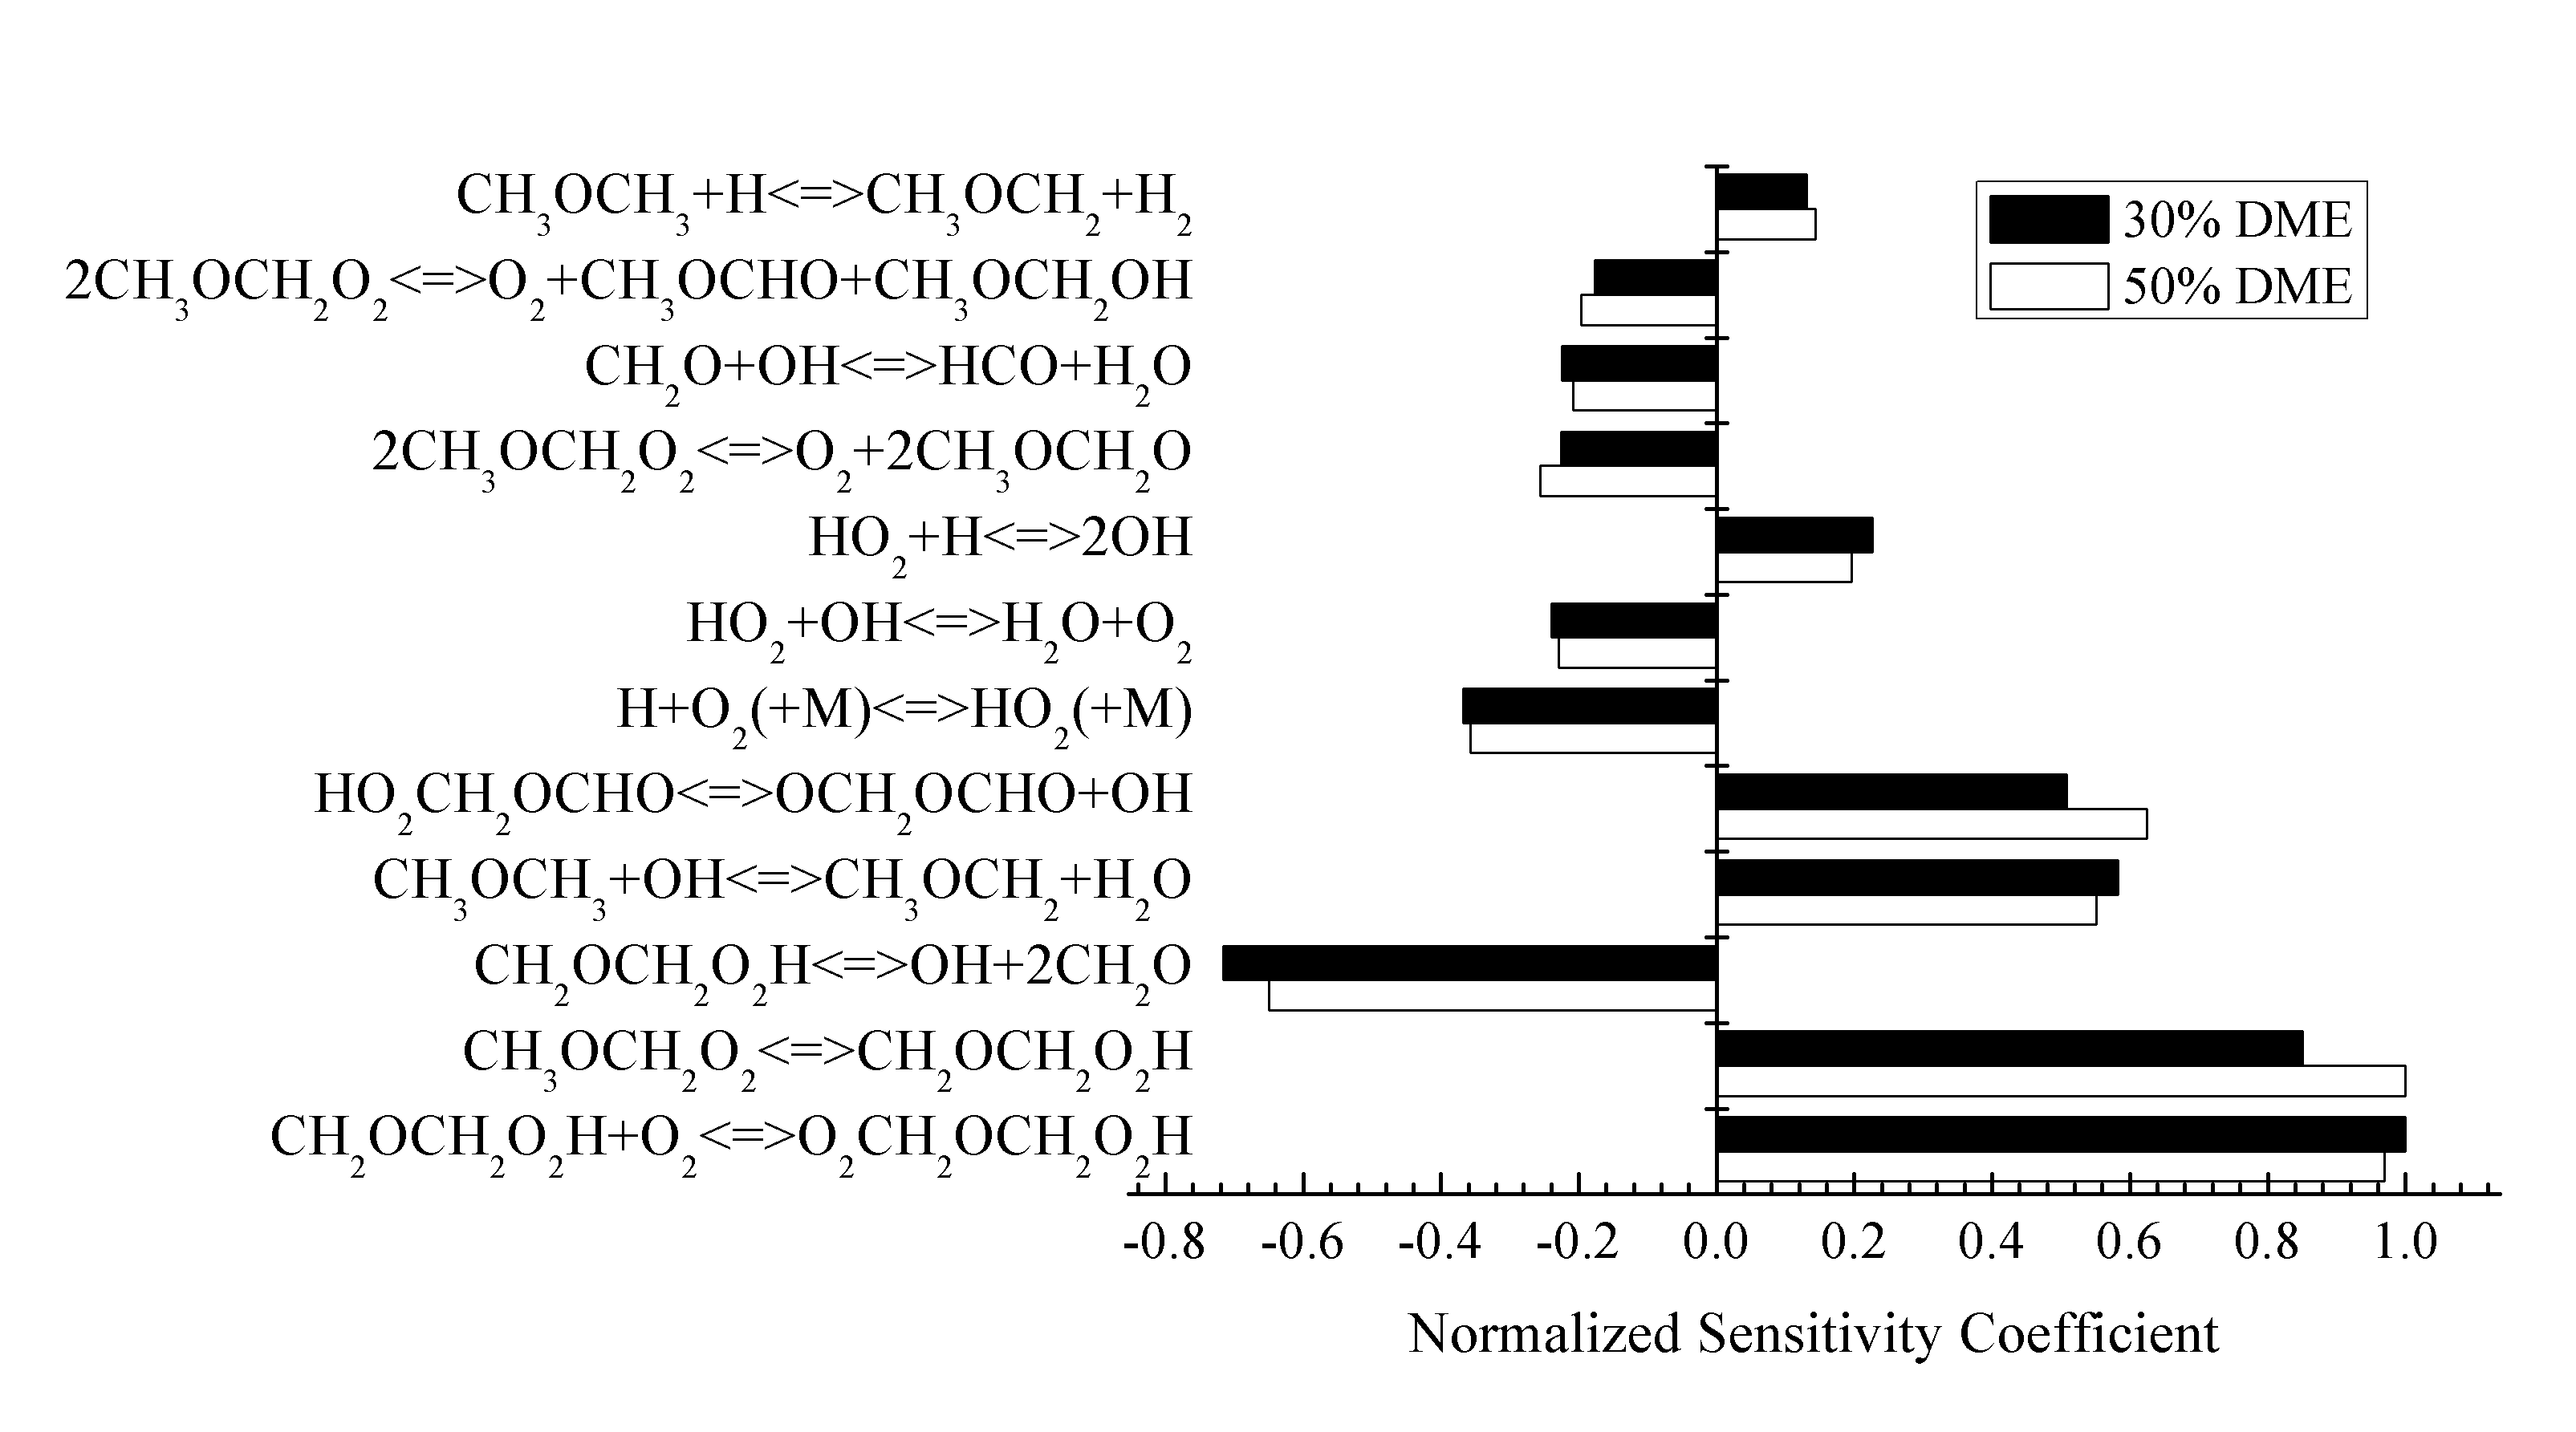 CH₃OCH₃+H<=>CH₃OCH₂+H₂
30% DME
2CH₃OCH₂O₂<=>O₂+CH₃OCHO+CH₃OCH₂OH
50% DME
CH₂O+OH<=>HCO+H₂O
2CH₃OCH₂O₂<=>O₂+2CH₃OCH₂O
HO₂+H<=>2OH
HO₂+OH<=>H₂O+O₂
H+O₂(+M)<=>HO₂(+M)
HO₂CH₂OCHO<=>OCH₂OCHO+OH
CH₃OCH₃+OH<=>CH₃OCH₂+H₂O
CH₂OCH₂O₂H<=>OH+2CH₂O
CH₃OCH₂O₂<=>CH₂OCH₂O₂H
CH₂OCH₂O₂H+O₂<=>O₂CH₂OCH₂O₂H
-0.8 -0.6 -0.4 -0.2 0.0 0.2 0.4 0.6 0.8 1.0
Normalized Sensitivity Coefficient